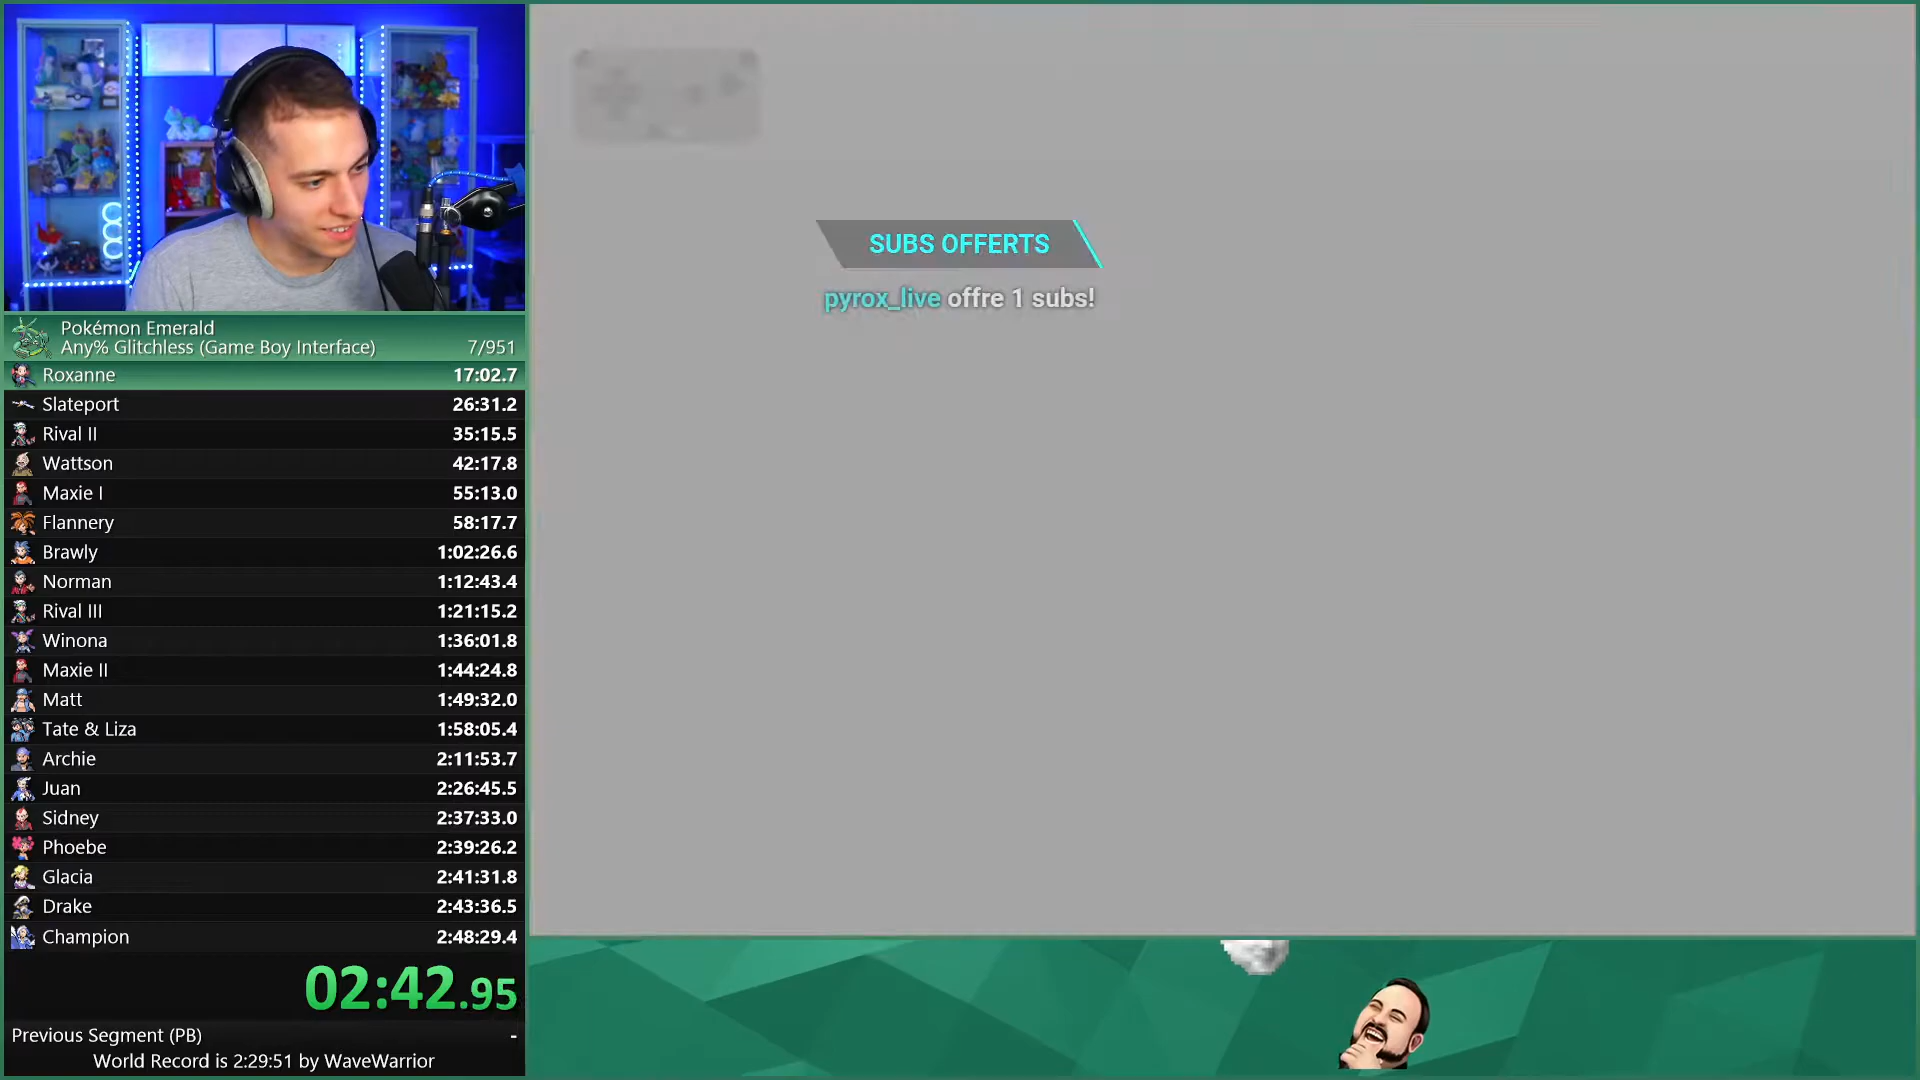 SUBS OFFERTS
pyrox_live offre 1 subs!
Pokémon Emerald
Any% Glitchless (Game Boy Interface) 7/951
Roxanne 17:02.7
Slateport 26:31.2
Rival II 35:15.5
Wattson 42:17.8
Maxie I 55:13.0
Flannery 58:17.7
Brawly 1:02:26.6
Norman 1:12:43.4
Rival III 1:21:15.2
Winona 1:36:01.8
Maxie II 1:44:24.8
Matt 1:49:32.0
Tate & Liza 1:58:05.4
Archie 2:11:53.7
Juan 2:26:45.5
Sidney 2:37:33.0
Phoebe 2:39:26.2
Glacia 2:41:31.8
Drake 2:43:36.5
Champion 2:48:29.4
02:42.95
Previous Segment (PB) -
World Record is 2:29:51 by WaveWarrior